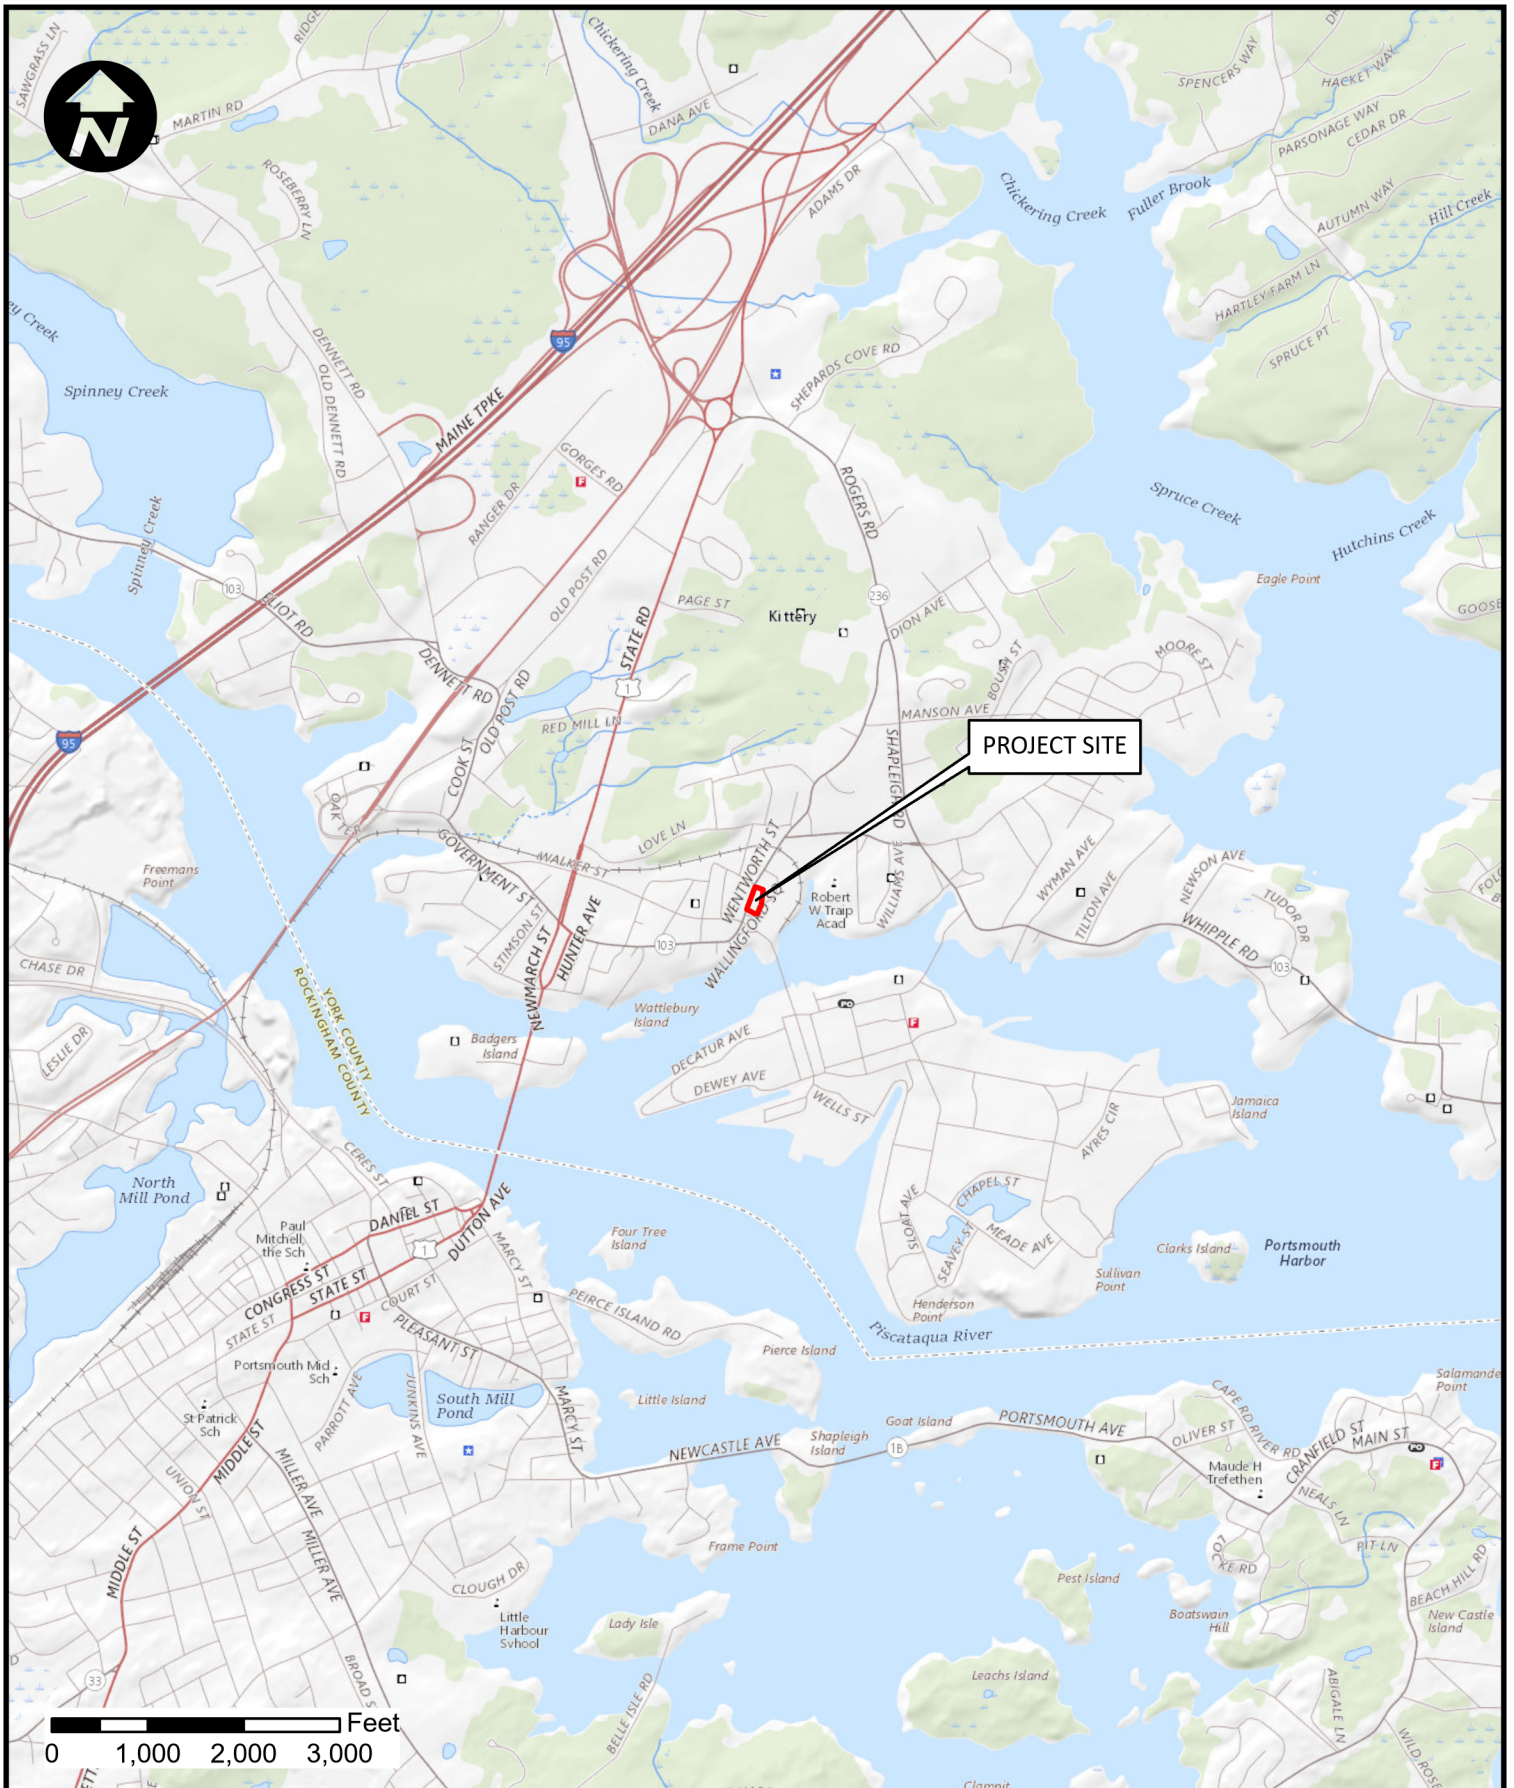 SAWGRASS LN
MARTIN RD
N
ROSEBERRY LN
Chickering Creek
DANA AVE
ADAMS DR
SPENCERS WAY
HACKET WAY
PARSONAGE WAY
CEDAR DR
Chickering Creek
Fuller Brook
AUTUMN WAY
Hill Creek
HARTLEY FARM LN
SPRUCE PT
Spinney Creek
DENNETT RD
OLD DENNETT RD
95
MAINE TPKE
SHEPARDS COVE RD
GORGES RD
F
RANGER DR
ROGERS RD
Spruce Creek
Hutchins Creek
Eagle Point
Spinney Creek
103
ELIOT RD
OLD POST RD
STATE RD
PAGE ST
Kittery
236
DION AVE
BOUSH ST
MOORE ST
DENNETT RD
OLD POST RD
1
RED MILL LN
COOK ST
MANSON AVE
SHAPLEIGH RD
PROJECT SITE
95
OAK TER
GOVERNMENT ST
WALKER ST
LOVE LN
WENTWORTH ST
WALLINGFORD SQ
Robert
W Traip
Acad
WILLIAMS AVE
WYMAN AVE
TILTON AVE
NEWSON AVE
TUDOR DR
WHIPPLE RD
103
Freemans
Point
STIMSON ST
NEWMARCH ST
HUNTER AVE
103
CHASE DR
LESLIE DR
YORK COUNTY
ROCKINGHAM COUNTY
Badgers
Island
Wattlebury
Island
PO
F
DECATUR AVE
DEWEY AVE
WELLS ST
AYRES CIR
Jamaica
Island
North
Mill Pond
CERES ST
DANIEL ST
DUTTON AVE
Paul
Mitchell
the Sch
1
CONGRESS ST
STATE ST
STATE ST
COURT ST
MARCY ST
F
Four Tree
Island
PEIRCE ISLAND RD
CHAPEL ST
SLOAT AVE
SEAVEY ST
MEADE AVE
Clarks Island
Portsmouth
Harbor
Sullivan
Point
Henderson
Point
Piscataqua River
PLEASANT ST
Pierce Island
Portsmouth Mid
Sch
PARROTT AVE
JUNKINS AVE
South Mill
Pond
MARCY ST
Little Island
St Patrick
Sch
MIDDLE ST
UNION ST
MILLER AVE
NEWCASTLE AVE
Shapleigh
Island
Goat Island
1B
PORTSMOUTH AVE
OLIVER ST
CAPE RD RIVER RD
CRANFIELD ST
MAIN ST
PO
F
Maude H
Trefethen
NEALS LN
PIT LN
BEACH HILL RD
New Castle
Island
MIDDLE ST
MILLER AVE
CLOUGH DR
Little
Harbour
Svhool
Frame Point
Lady Isle
Pest Island
Boatswain
Hill
Leachs Island
ABIGALE LN
33
BELLE ISLE RD
Feet
0 1,000 2,000 3,000